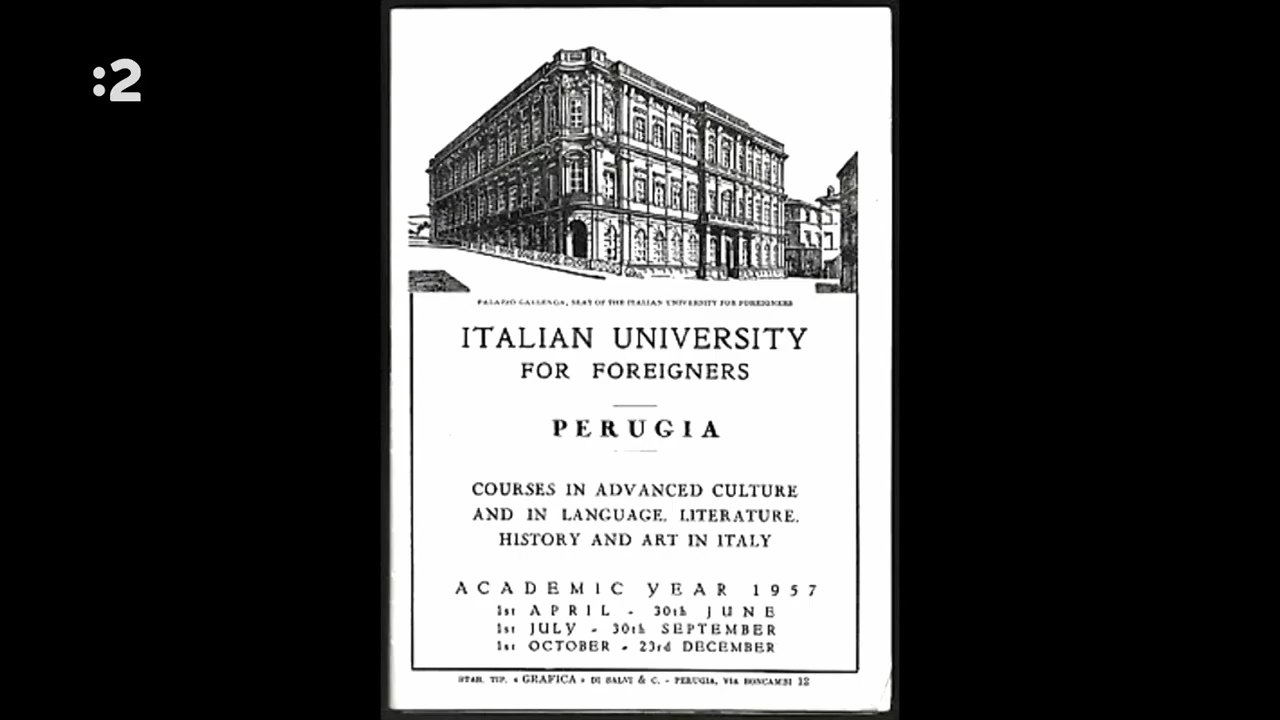 :2
PALAZZO GALLENGA, SEAT OF THE ITALIAN UNIVERSITY FOR FOREIGNERS
ITALIAN UNIVERSITY
FOR FOREIGNERS
PERUGIA
COURSES IN ADVANCED CULTURE
AND IN LANGUAGE, LITERATURE,
HISTORY AND ART IN ITALY
ACADEMIC YEAR 1957
1st APRIL - 30th JUNE
1st JULY - 30th SEPTEMBER
1st OCTOBER - 23rd DECEMBER
STAB. TIP. « GRAFICA » DI SALVI & C. - PERUGIA, VIA BONCAMBI 12